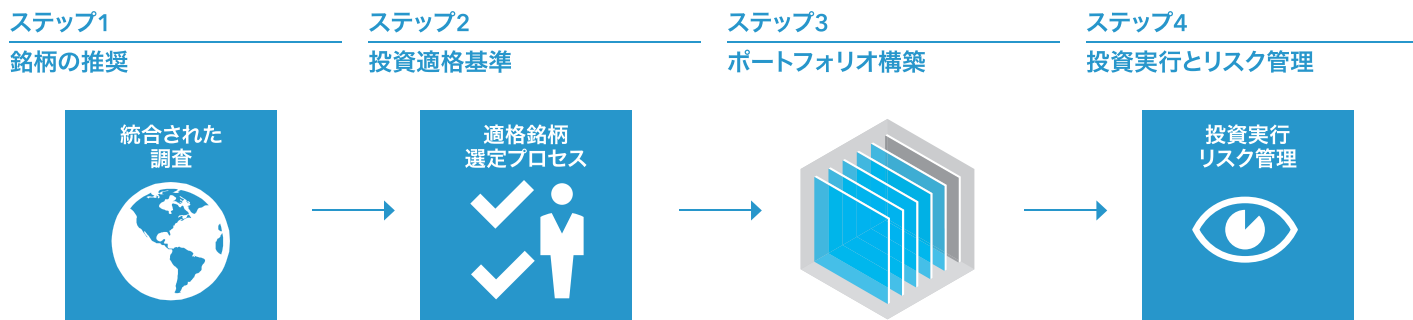 ステップ1
銘柄の推奨
統合された
調査
ステップ2
投資適格基準
適格銘柄
選定プロセス
ステップ3
ポートフォリオ構築
ステップ4
投資実行とリスク管理
投資実行
リスク管理